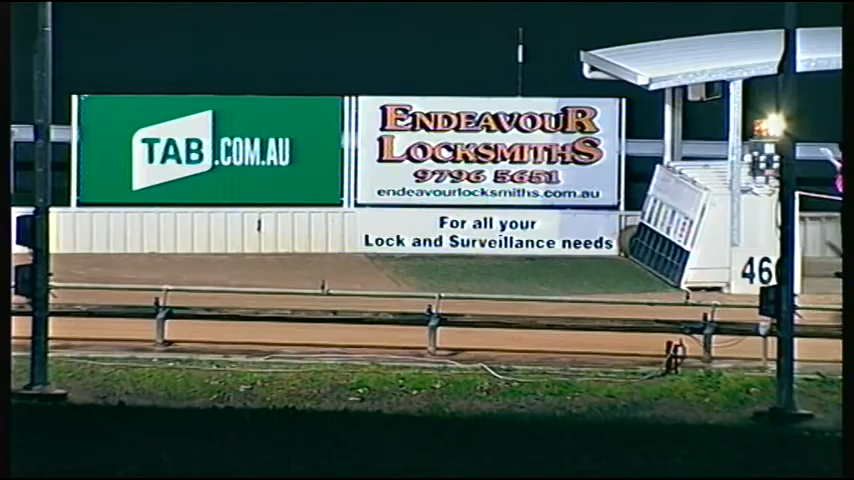 TAB.COM.AU
ENDEAVOUR
LOCKSMITHS
9796 5651
endeavourlocksmiths.com.au
For all your
Lock and Surveillance needs
46